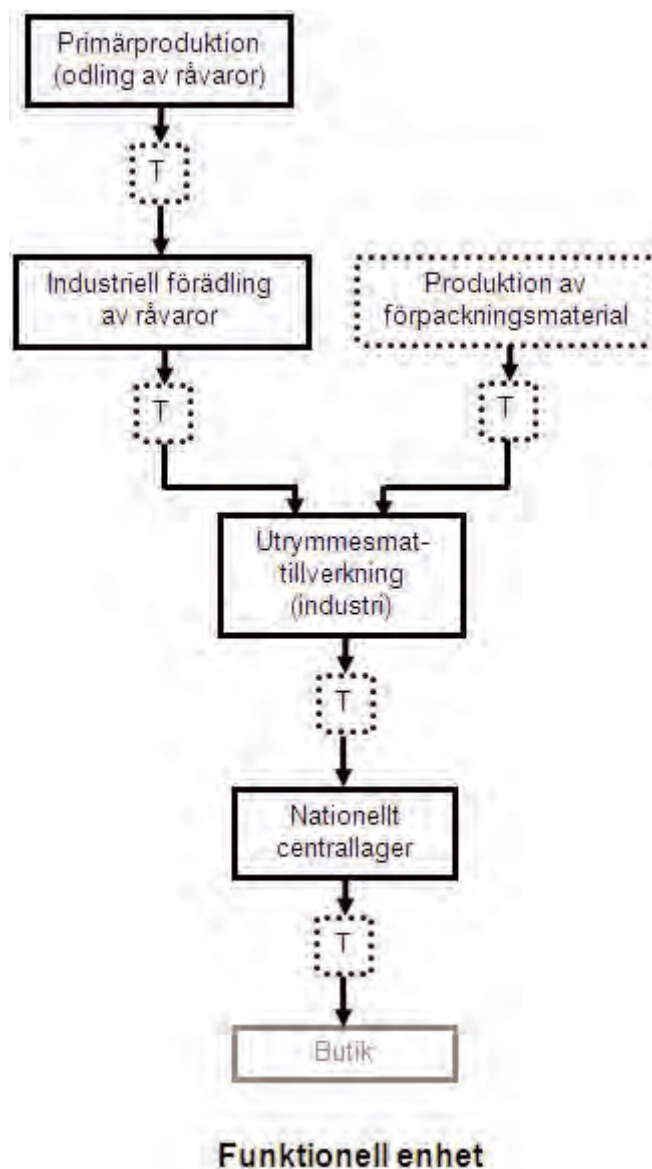 Primärproduktion
(odling av råvaror)
T
Industriell förädling
av råvaror
Produktion av
förpackningsmaterial
T
T
Utrymmesmat-
tillverkning
(industri)
T
Nationellt
centrallager
T
Butik
Funktionell enhet